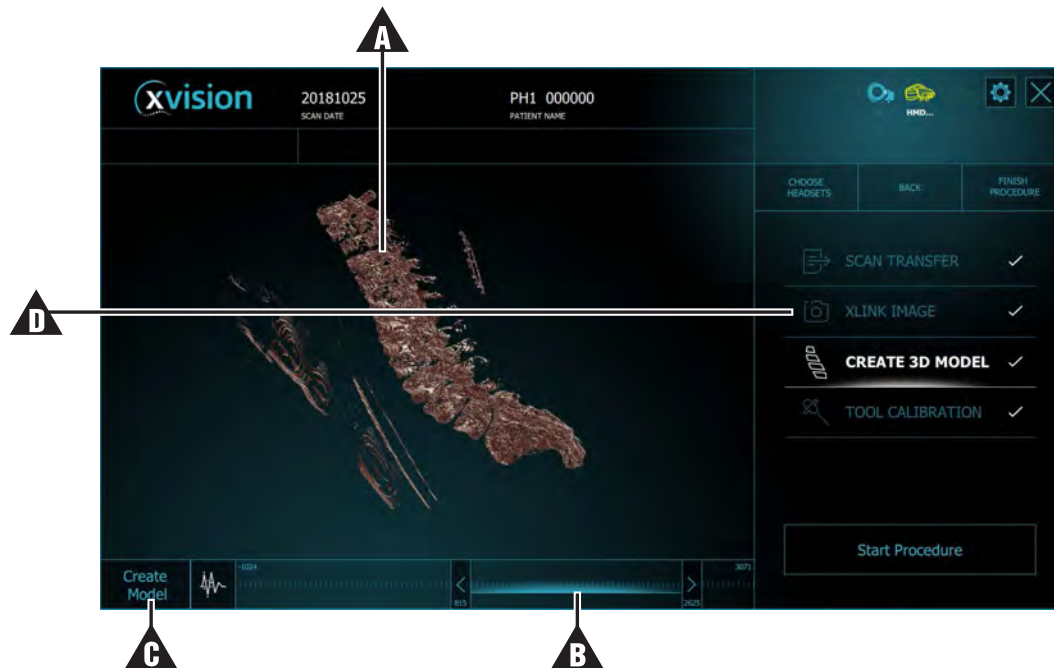 A
xvision
20181025
SCAN DATE
PH1 000000
PATIENT NAME
HMD...
CHOOSE
HEADSETS
BACK
FINISH
PROCEDURE
SCAN TRANSFER
D
XLINK IMAGE
CREATE 3D MODEL
TOOL CALIBRATION
Start Procedure
Create
Model
-1024
815
2625
3071
C
B